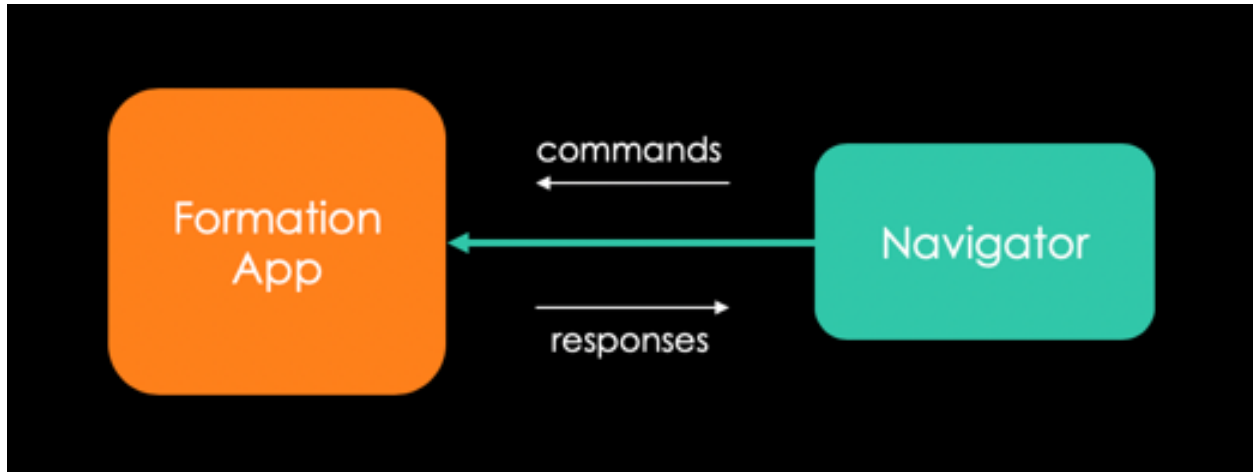 Formation
App
commands
responses
Navigator